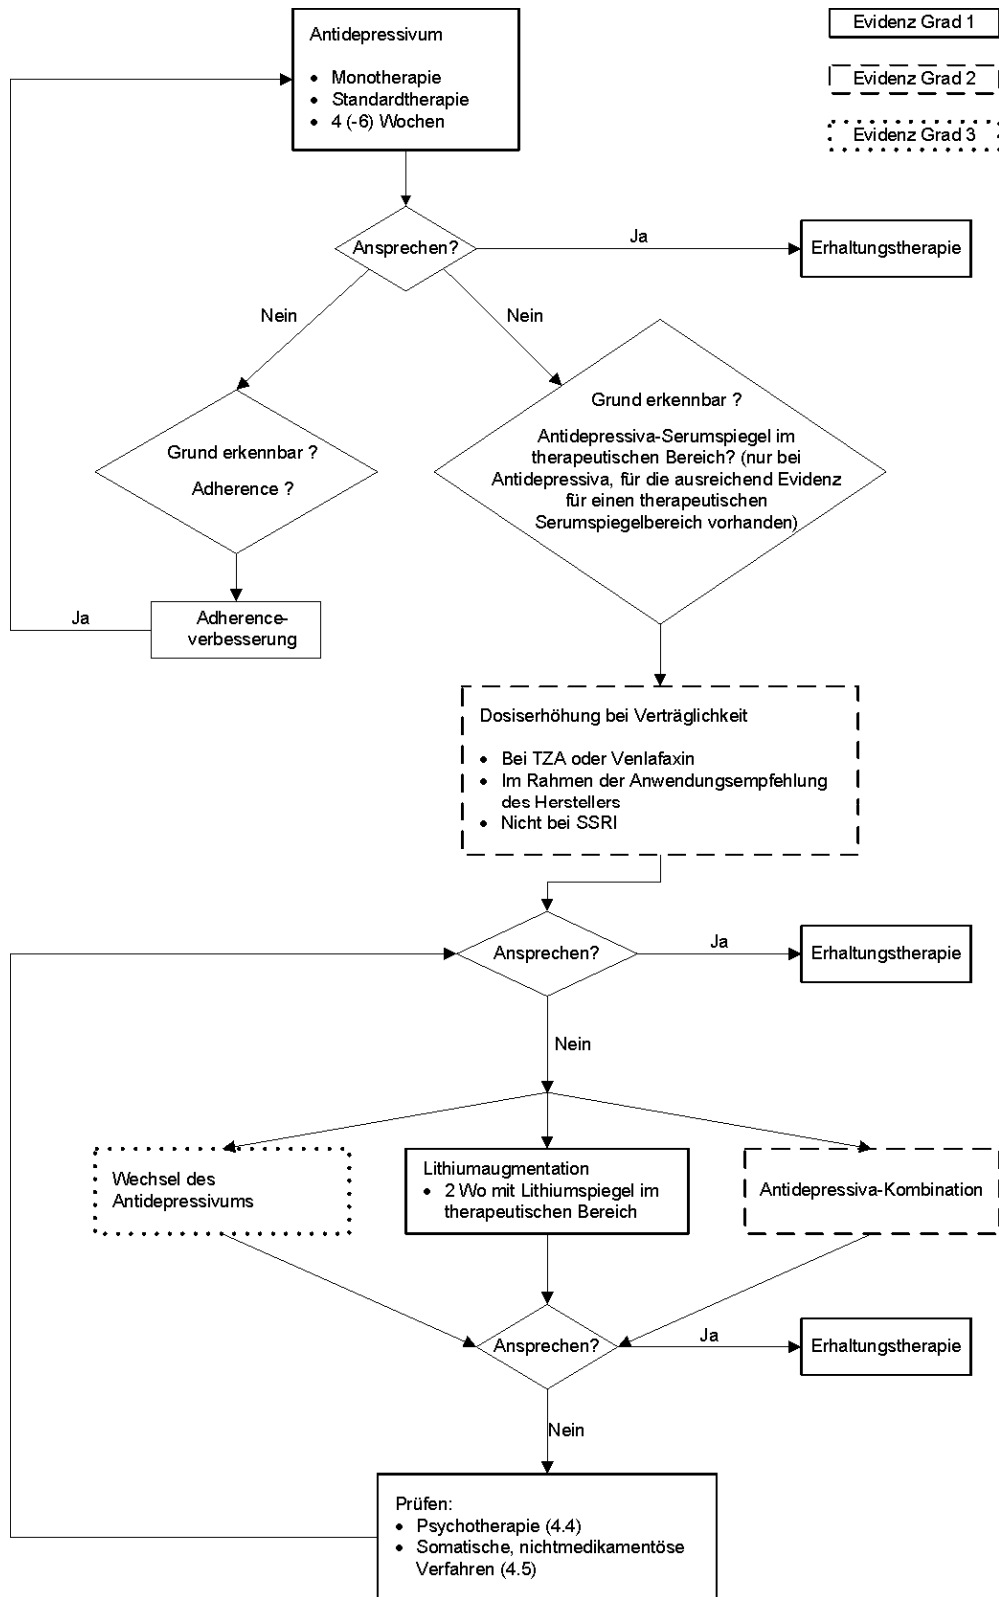 Antidepressivum
• Monotherapie
• Standardtherapie
• 4 (-6) Wochen
Evidenz Grad 1
Evidenz Grad 2
Evidenz Grad 3
Ansprechen?
Ja
Erhaltungstherapie
Nein
Nein
Grund erkennbar ?
Adherence ?
Grund erkennbar ?
Antidepressiva-Serumspiegel im
therapeutischen Bereich? (nur bei
Antidepressiva, für die ausreichend Evidenz
für einen therapeutischen
Serumspiegelbereich vorhanden)
Ja
Adherence-
verbesserung
Dosiserhöhung bei Verträglichkeit
• Bei TZA oder Venlafaxin
• Im Rahmen der Anwendungsempfehlung
des Herstellers
• Nicht bei SSRI
Ansprechen?
Ja
Erhaltungstherapie
Nein
Wechsel des
Antidepressivums
Lithiumaugmentation
• 2 Wo mit Lithiumspiegel im
therapeutischen Bereich
Antidepressiva-Kombination
Ansprechen?
Ja
Erhaltungstherapie
Nein
Prüfen:
• Psychotherapie (4.4)
• Somatische, nichtmedikamentöse
Verfahren (4.5)